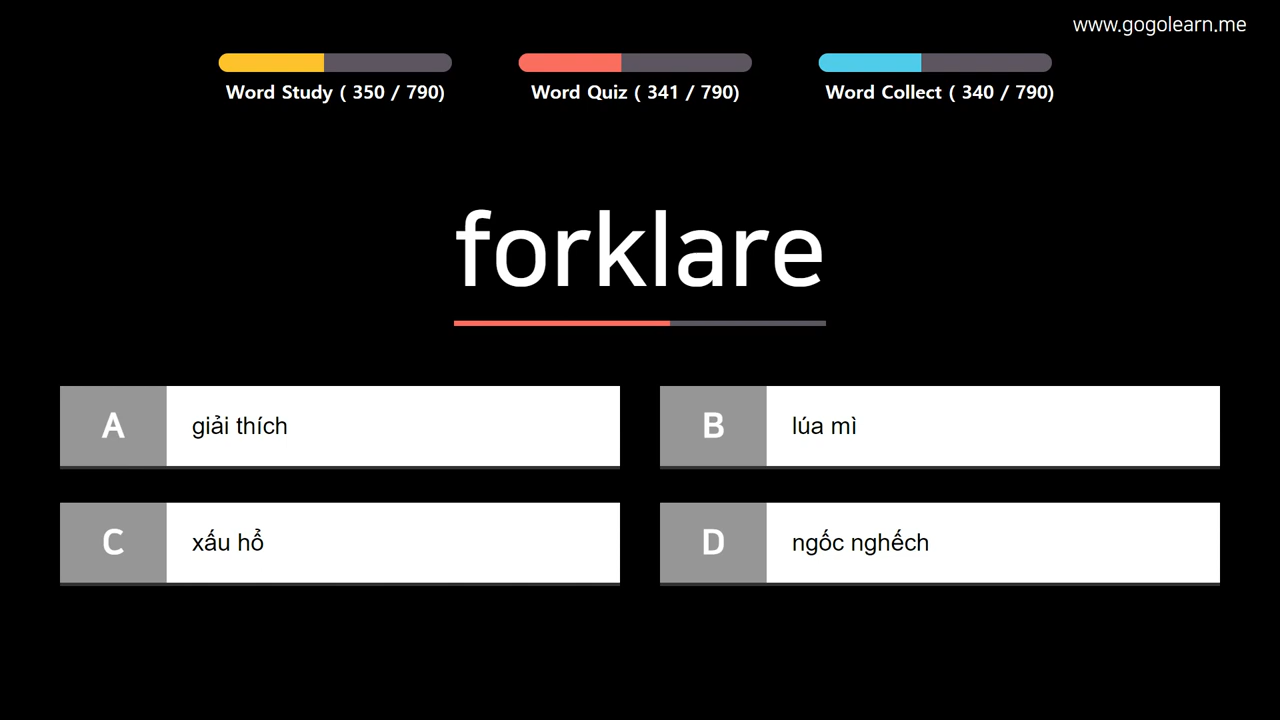 www.gogolearn.me
Word Study ( 350 / 790)
Word Quiz ( 341 / 790)
Word Collect ( 340 / 790)
forklare
A giải thích
B lúa mì
C xấu hổ
D ngốc nghếch